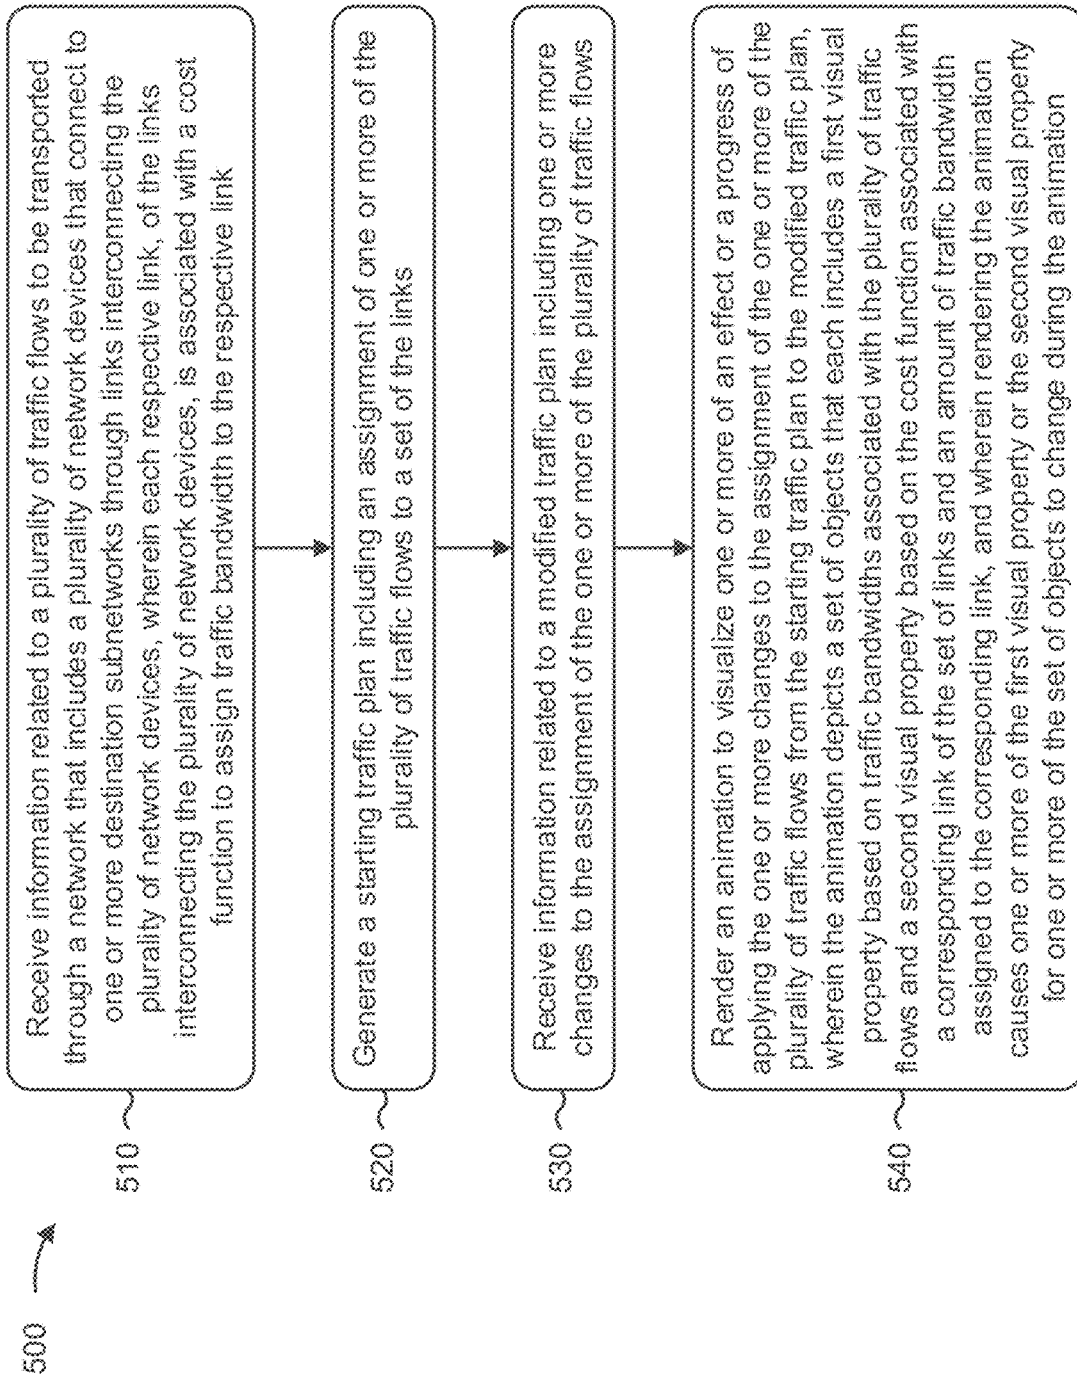 500
510
Receive information related to a plurality of traffic flows to be transported
through a network that includes a plurality of network devices that connect to
one or more destination subnetworks through links interconnecting the
plurality of network devices, wherein each respective link, of the links
interconnecting the plurality of network devices, is associated with a cost
function to assign traffic bandwidth to the respective link
520
Generate a starting traffic plan including an assignment of one or more of the
plurality of traffic flows to a set of the links
530
Receive information related to a modified traffic plan including one or more
changes to the assignment of the one or more of the plurality of traffic flows
540
Render an animation to visualize one or more of an effect or a progress of
applying the one or more changes to the assignment of the one or more of the
plurality of traffic flows from the starting traffic plan to the modified traffic plan,
wherein the animation depicts a set of objects that each includes a first visual
property based on traffic bandwidths associated with the plurality of traffic
flows and a second visual property based on the cost function associated with
a corresponding link of the set of links and an amount of traffic bandwidth
assigned to the corresponding link, and wherein rendering the animation
causes one or more of the first visual property or the second visual property
for one or more of the set of objects to change during the animation